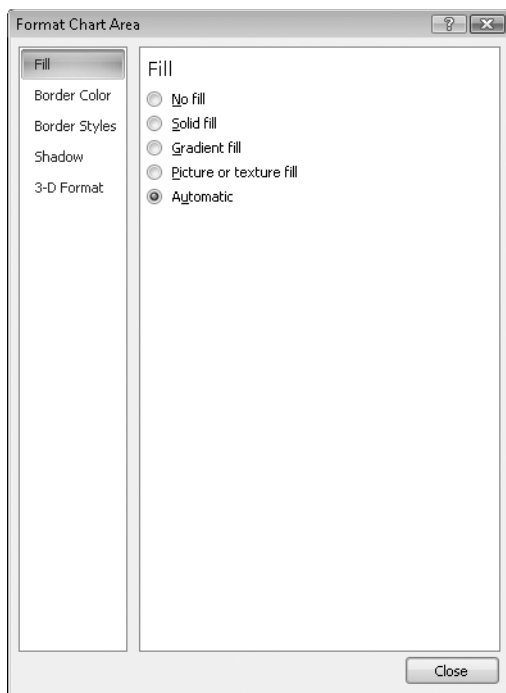 Format Chart Area
Fill
Border Color
Border Styles
Shadow
3-D Format
Fill
No fill
Solid fill
Gradient fill
Picture or texture fill
Automatic
Close